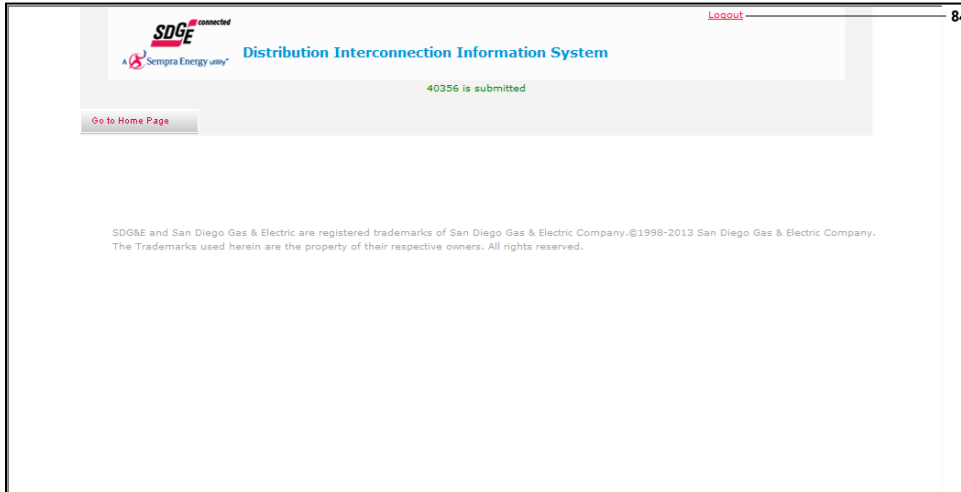 Logout
84
SDGE connected
A Sempra Energy utility™
Distribution Interconnection Information System
40356 is submitted
Go to Home Page
SDG&E and San Diego Gas & Electric are registered trademarks of San Diego Gas & Electric Company.©1998-2013 San Diego Gas & Electric Company.
The Trademarks used herein are the property of their respective owners. All rights reserved.